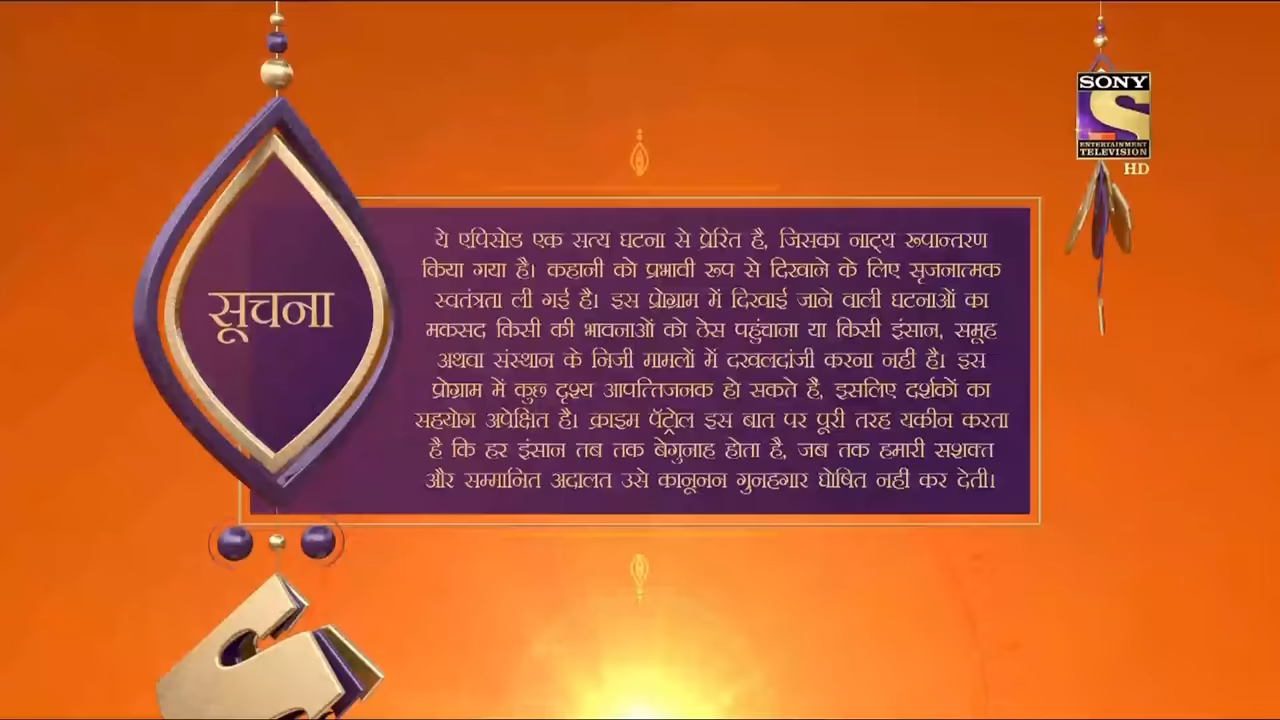 सूचना
ये एपिसोड एक सत्य घटना से प्रेरित है, जिसका नाट्य रूपान्तरण
किया गया है। कहानी को प्रभावी रूप से दिखाने के लिए सृजनात्मक
स्वतंत्रता ली गई है। इस प्रोग्राम में दिखाई जाने वाली घटनाओं का
मकसद किसी की भावनाओं को ठेस पहुंचाना या किसी इंसान, समूह
अथवा संस्थान के निजी मामलों में दखलदांजी करना नही है। इस
प्रोग्राम में कुछ दृश्य आपत्तिजनक हो सकते हैं, इसलिए दर्शकों का
सहयोग अपेक्षित है। क्राइम पॅट्रोल इस बात पर पूरी तरह यकीन करता
है कि हर इंसान तब तक बेगुनाह होता है, जब तक हमारी सशक्त
और सम्मानित अदालत उसे कानूनन गुनहगार घोषित नही कर देती।
SONY
ENTERTAINMENT
TELEVISION
HD